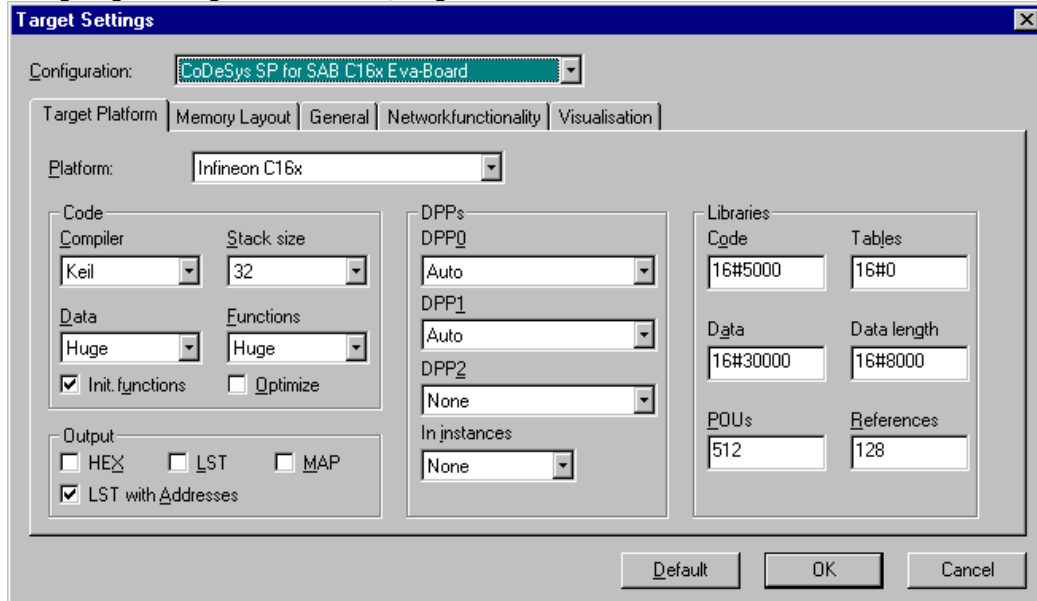 Target Settings
Configuration: CoDeSys SP for SAB C16x Eva-Board
Target Platform Memory Layout General Networkfunctionality Visualisation
Platform: Infineon C16x
Code
Compiler Stack size
Keil 32
Data Functions
Huge Huge
Init. functions Optimize
Output
HEX LST MAP
LST with Addresses
DPPs
DPP0
Auto
DPP1
Auto
DPP2
None
In instances
None
Libraries
Code Tables
16#5000 16#0
Data Data length
16#30000 16#8000
POUs References
512 128
Default OK Cancel